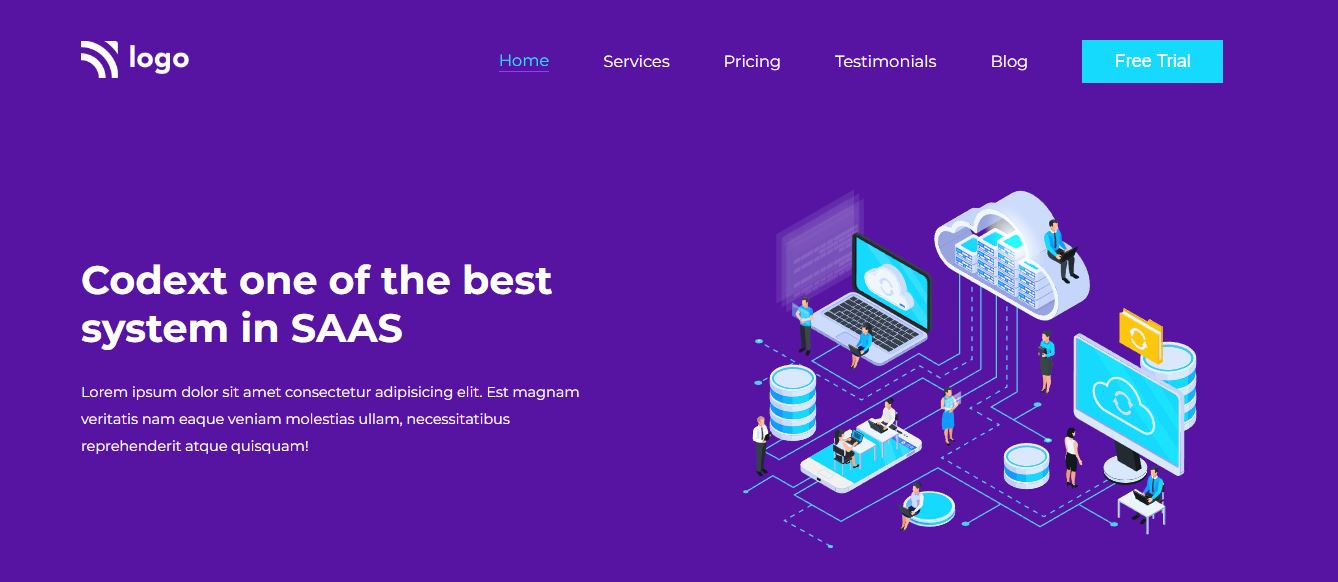 logo
Home
Services
Pricing
Testimonials
Blog
Free Trial
Codext one of the best
system in SAAS
Lorem ipsum dolor sit amet consectetur adipisicing elit. Est magnam
veritatis nam eaque veniam molestias ullam, necessitatibus
reprehenderit atque quisquam!